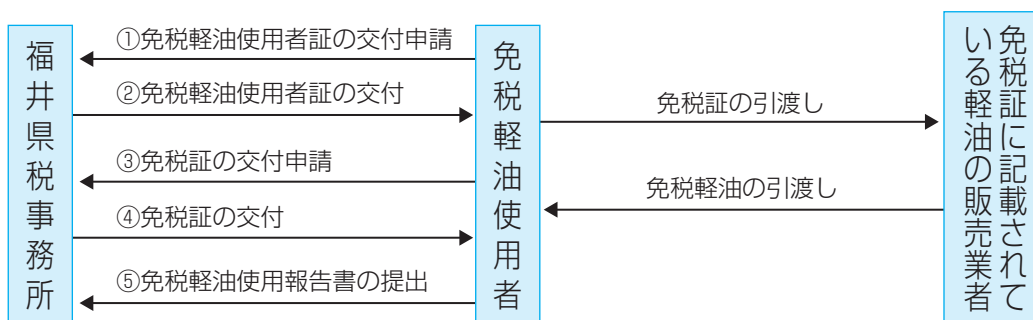 福井県税事務所
①免税軽油使用者証の交付申請
②免税軽油使用者証の交付
③免税証の交付申請
④免税証の交付
⑤免税軽油使用報告書の提出
免税軽油使用者
免税証の引渡し
免税軽油の引渡し
免税証に記載されて
いる軽油の販売業者